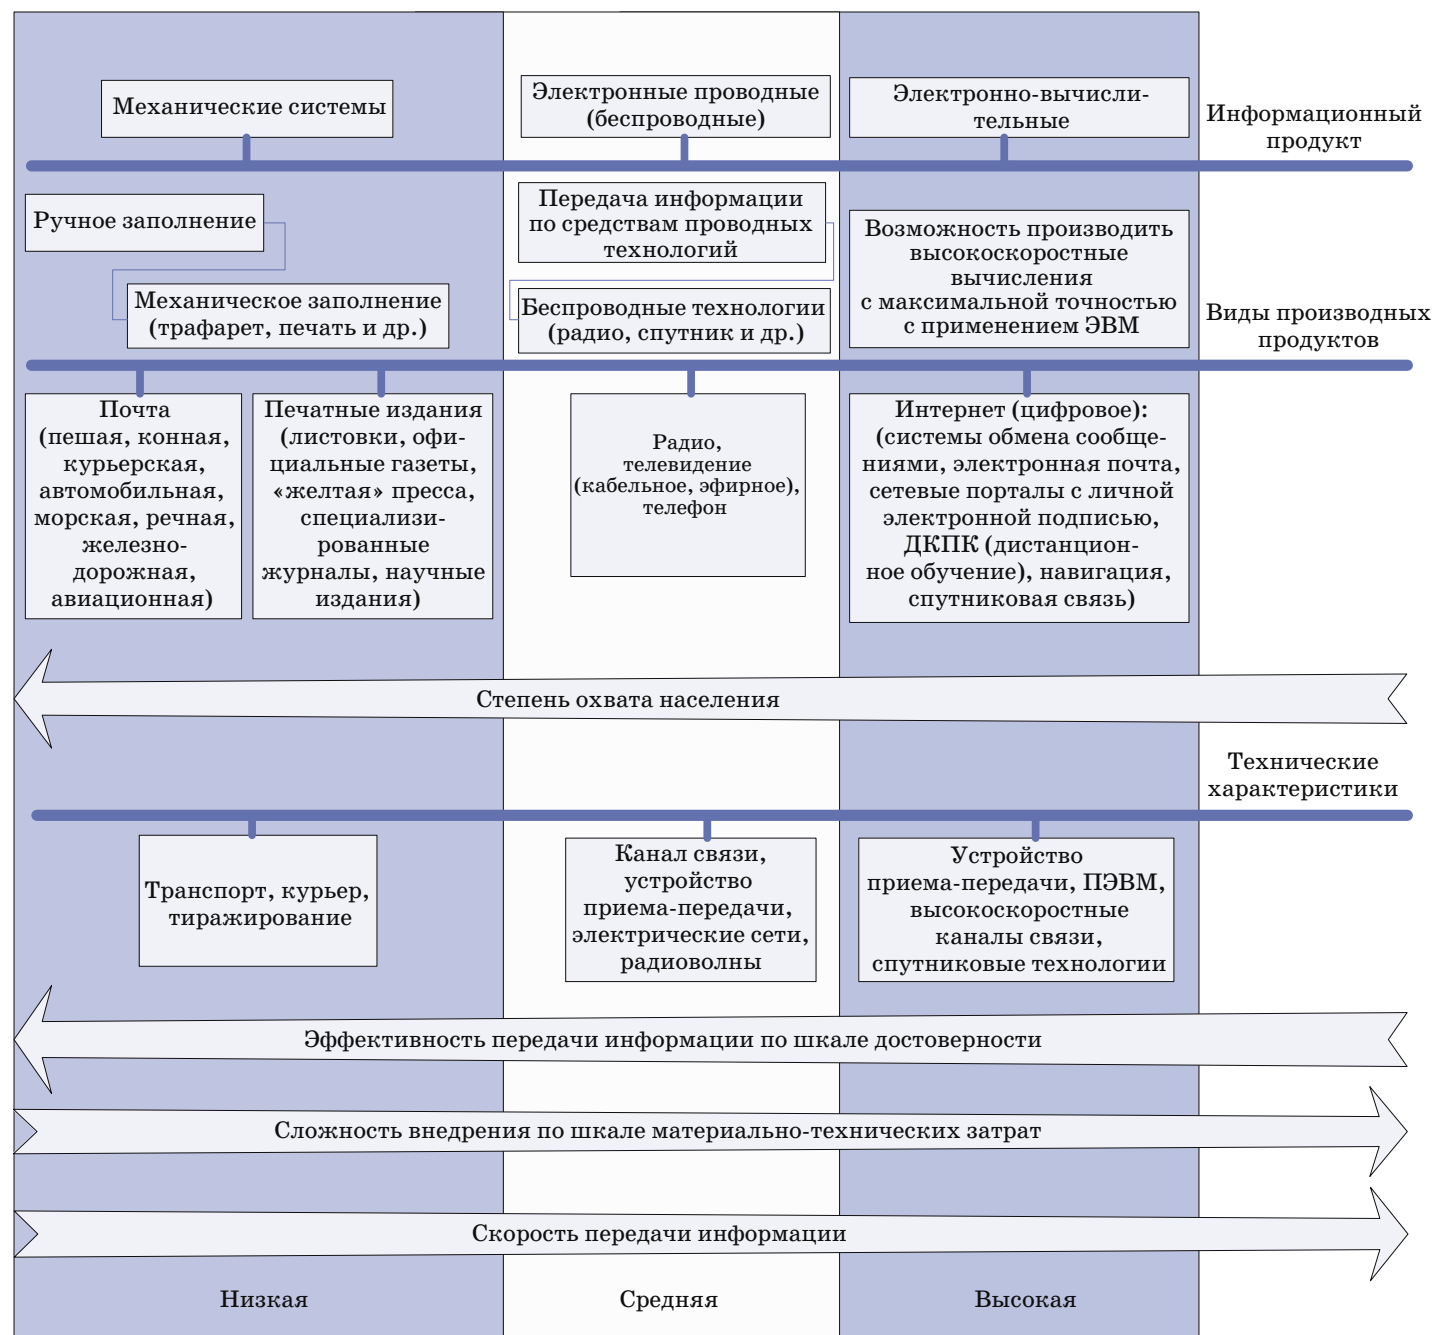 Механические системы
Электронные проводные
(беспроводные)
Электронно-вычисли-
тельные
Информационный
продукт
Ручное заполнение
Механическое заполнение
(трафарет, печать и др.)
Передача информации
по средствам проводных
технологий
Беспроводные технологии
(радио, спутник и др.)
Возможность производить
высокоскоростные
вычисления
с максимальной точностью
с применением ЭВМ
Виды производных
продуктов
Почта
(пешая, конная,
курьерская,
автомобильная,
морская, речная,
железно-
дорожная,
авиационная)
Печатные издания
(листовки, офи-
циальные газеты,
«желтая» пресса,
специализи-
рованные
журналы, научные
издания)
Радио,
телевидение
(кабельное, эфирное),
телефон
Интернет (цифровое):
(системы обмена сообще-
ниями, электронная почта,
сетевые порталы с личной
электронной подписью,
ДКПК (дистанцион-
ное обучение), навигация,
спутниковая связь)
Степень охвата населения
Технические
характеристики
Транспорт, курьер,
тиражирование
Канал связи,
устройство
приема-передачи,
электрические сети,
радиоволны
Устройство
приема-передачи, ПЭВМ,
высокоскоростные
каналы связи,
спутниковые технологии
Эффективность передачи информации по шкале достоверности
Сложность внедрения по шкале материально-технических затрат
Скорость передачи информации
Низкая
Средняя
Высокая